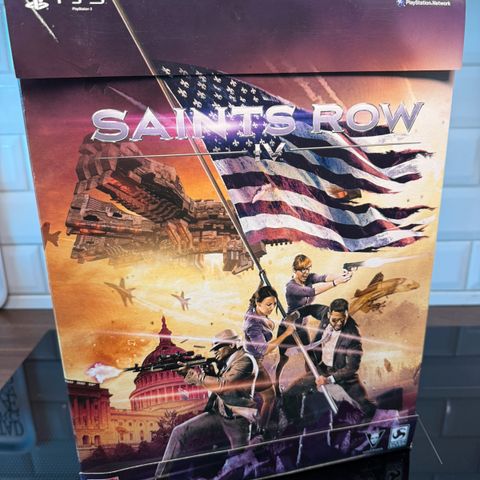 PS3
PlayStation 3
PlayStation Network
SAINTS ROW
IV